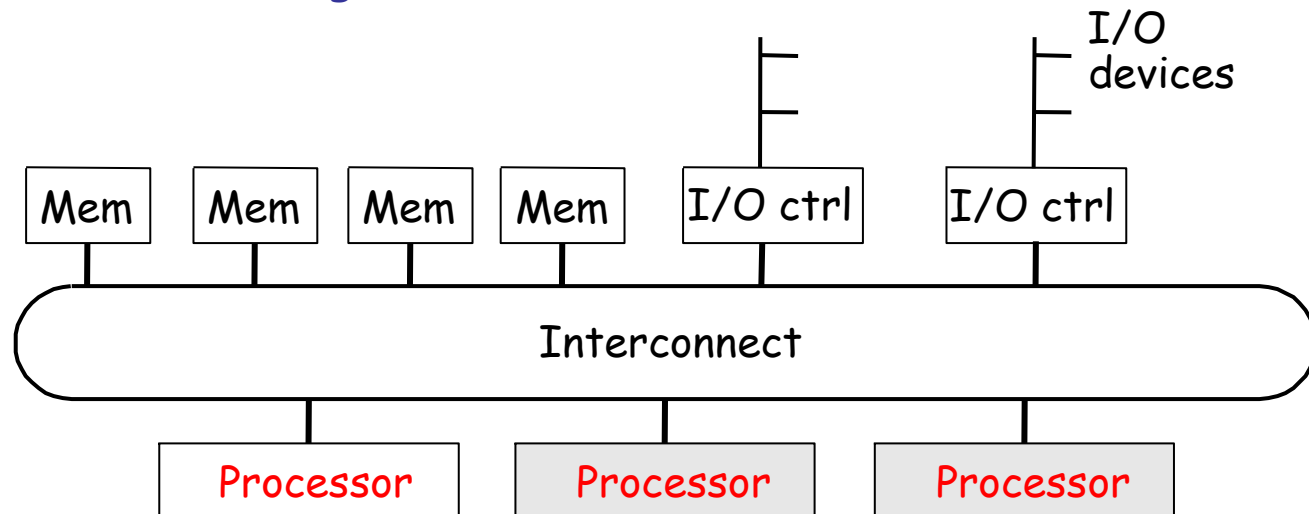 I/O
devices
Mem Mem Mem Mem I/O ctrl I/O ctrl
Interconnect
Processor Processor Processor